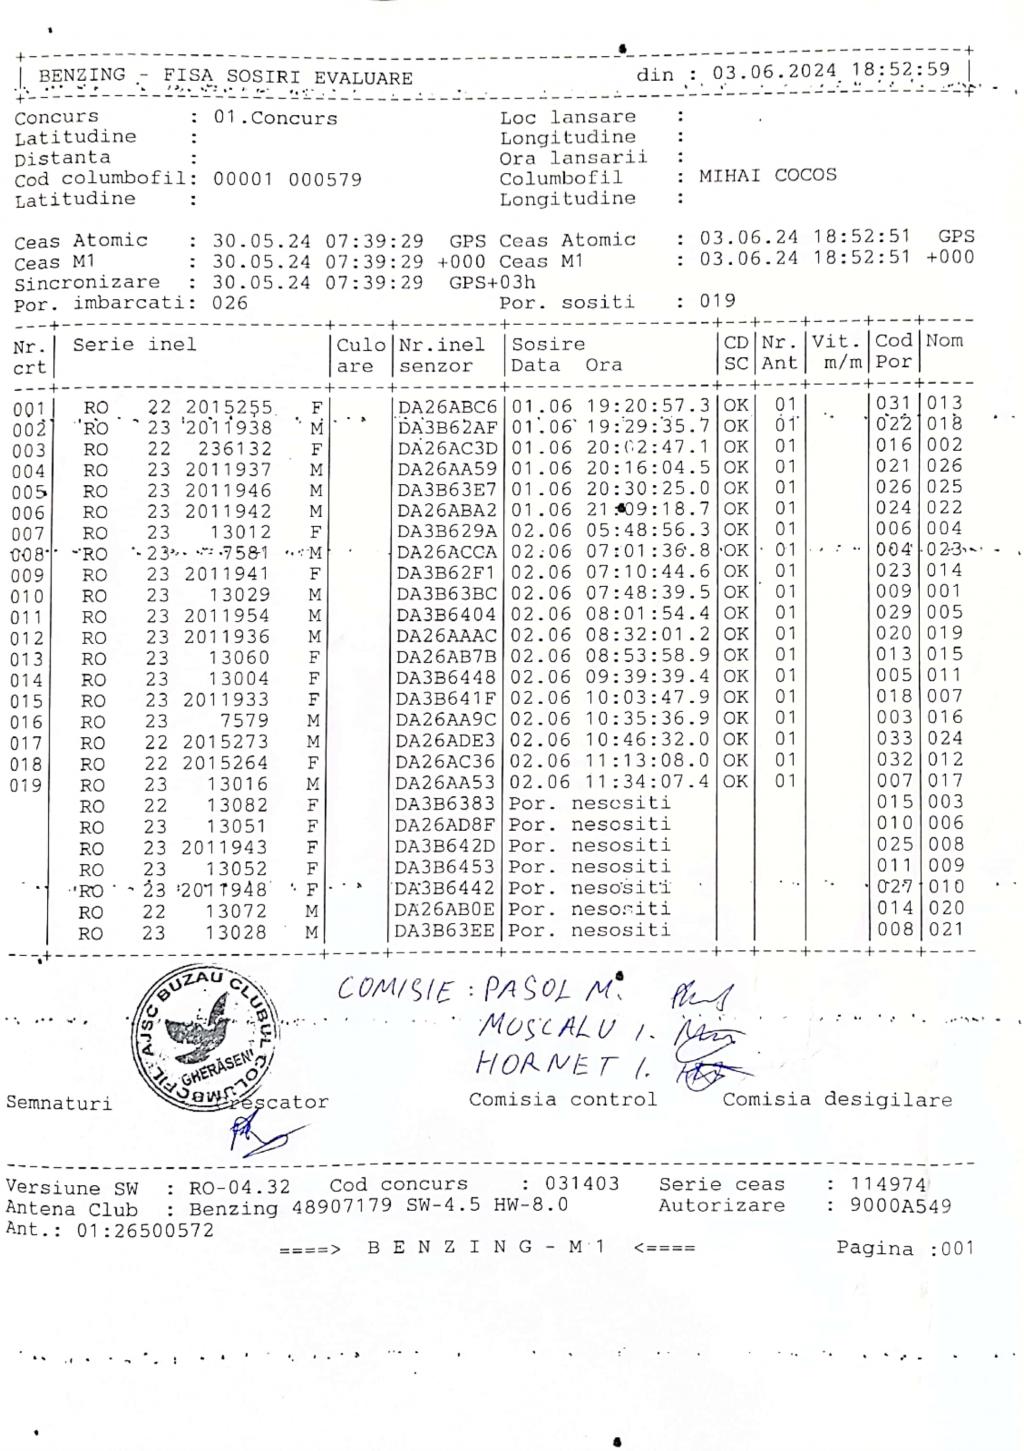 BENZING - FISA SOSIRI EVALUARE din : 03.06.2024 18:52:59
Concurs : 01.Concurs Loc lansare :
Latitudine : Longitudine :
Distanta : Ora lansarii :
Cod columbofil: 00001 000579 Columbofil : MIHAI COCOS
Latitudine : Longitudine :
Ceas Atomic : 30.05.24 07:39:29 GPS Ceas Atomic : 03.06.24 18:52:51 GPS
Ceas M1 : 30.05.24 07:39:29 +000 Ceas M1 : 03.06.24 18:52:51 +000
Sincronizare : 30.05.24 07:39:29 GPS+03h
Por. imbarcati: 026 Por. sositi : 019
Nr. Serie inel Culo Nr.inel Sosire CD Nr. Vit. Cod Nom
crt are senzor Data Ora SC Ant m/m Por
001 RO 22 2015255 F DA26ABC6 01.06 19:20:57.3 OK 01 031 013
002 RO 23 2011938 M DA3B62AF 01.06 19:29:35.7 OK 01 022 018
003 RO 22 236132 F DA26AC3D 01.06 20:02:47.1 OK 01 016 002
004 RO 23 2011937 M DA26AA59 01.06 20:16:04.5 OK 01 021 026
005 RO 23 2011946 M DA3B63E7 01.06 20:30:25.0 OK 01 026 025
006 RO 23 2011942 M DA26ABA2 01.06 21:09:18.7 OK 01 024 022
007 RO 23 13012 F DA3B629A 02.06 05:48:56.3 OK 01 006 004
008 RO 23 7581 M DA26ACCA 02.06 07:01:36.8 OK 01 004 023
009 RO 23 2011941 F DA3B62F1 02.06 07:10:44.6 OK 01 023 014
010 RO 23 13029 M DA3B63BC 02.06 07:48:39.5 OK 01 009 001
011 RO 23 2011954 M DA3B6404 02.06 08:01:54.4 OK 01 029 005
012 RO 23 2011936 M DA26AAAC 02.06 08:32:01.2 OK 01 020 019
013 RO 23 13060 F DA26AB7B 02.06 08:53:58.9 OK 01 013 015
014 RO 23 13004 F DA3B6448 02.06 09:39:39.4 OK 01 005 011
015 RO 23 2011933 F DA3B641F 02.06 10:03:47.9 OK 01 018 007
016 RO 23 7579 M DA26AA9C 02.06 10:35:36.9 OK 01 003 016
017 RO 22 2015273 M DA26ADE3 02.06 10:46:32.0 OK 01 033 024
018 RO 22 2015264 F DA26AC36 02.06 11:13:08.0 OK 01 032 012
019 RO 23 13016 M DA26AA53 02.06 11:34:07.4 OK 01 007 017
RO 22 13082 F DA3B6383 Por. nesositi 015 003
RO 23 13051 F DA26AD8F Por. nesositi 010 006
RO 23 2011943 F DA3B642D Por. nesositi 025 008
RO 23 13052 F DA3B6453 Por. nesositi 011 009
RO 23 2011948 F DA3B6442 Por. nesositi 027 010
RO 22 13072 M DA26AB0E Por. nesositi 014 020
RO 23 13028 M DA3B63EE Por. nesositi 008 021
COMISIE : PASOL M.
MUSCALU I.
HORNET I.
AJSC BUZAU CLUBUL COLUMBOFIL
GHERĂSENI
Semnaturi Crescator Comisia control Comisia desigilare
Versiune SW : RO-04.32 Cod concurs : 031403 Serie ceas : 114974
Antena Club : Benzing 48907179 SW-4.5 HW-8.0 Autorizare : 9000A549
Ant.: 01:26500572
====> B E N Z I N G - M 1 <==== Pagina :001